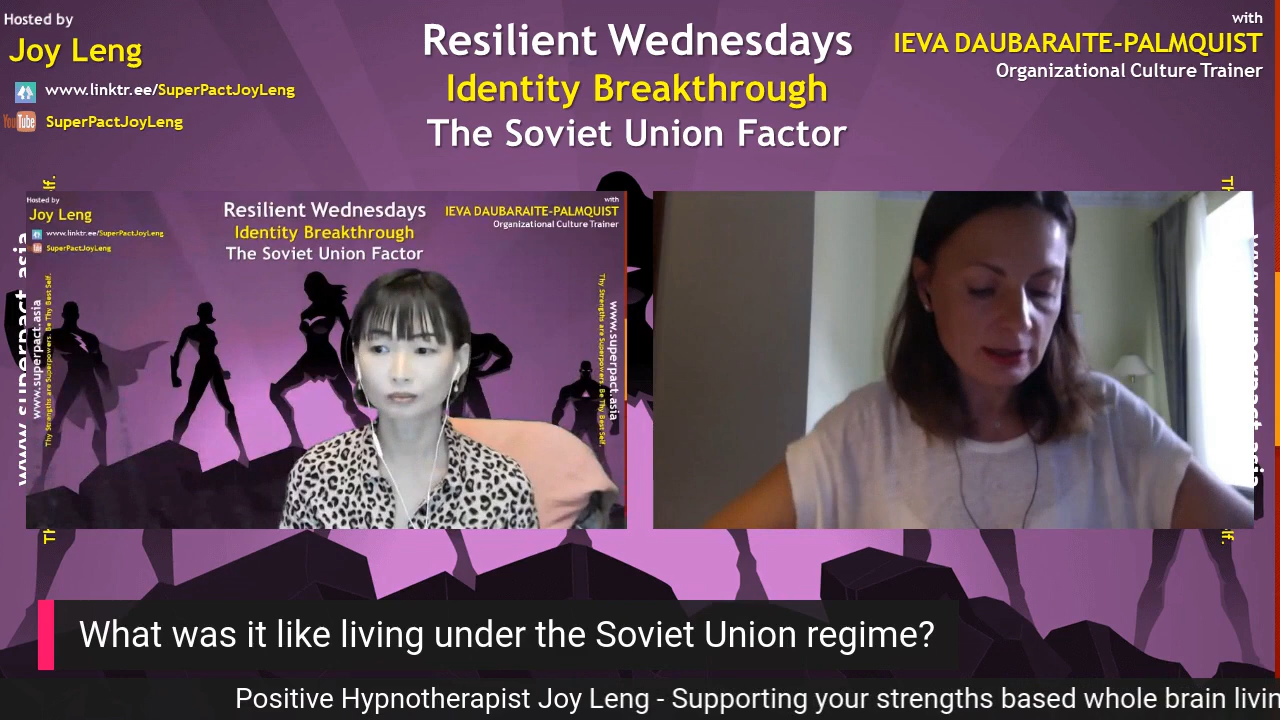 Hosted by
Joy Leng
www.linktr.ee/SuperPactJoyLeng
YouTube SuperPactJoyLeng
Resilient Wednesdays
Identity Breakthrough
The Soviet Union Factor
with
IEVA DAUBARAITE-PALMQUIST
Organizational Culture Trainer
Hosted by
Joy Leng
www.linktr.ee/SuperPactJoyLeng
SuperPactJoyLeng
Resilient Wednesdays
Identity Breakthrough
The Soviet Union Factor
with
IEVA DAUBARAITE-PALMQUIST
Organizational Culture Trainer
www.superpact.asia
Thy Strengths are Superpowers. Be Thy Best Self.
Thy Strengths are Superpowers. Be Thy Best Self.
www.superpact.asia
www.superpact.asia
What was it like living under the Soviet Union regime?
Positive Hypnotherapist Joy Leng - Supporting your strengths based whole brain livin